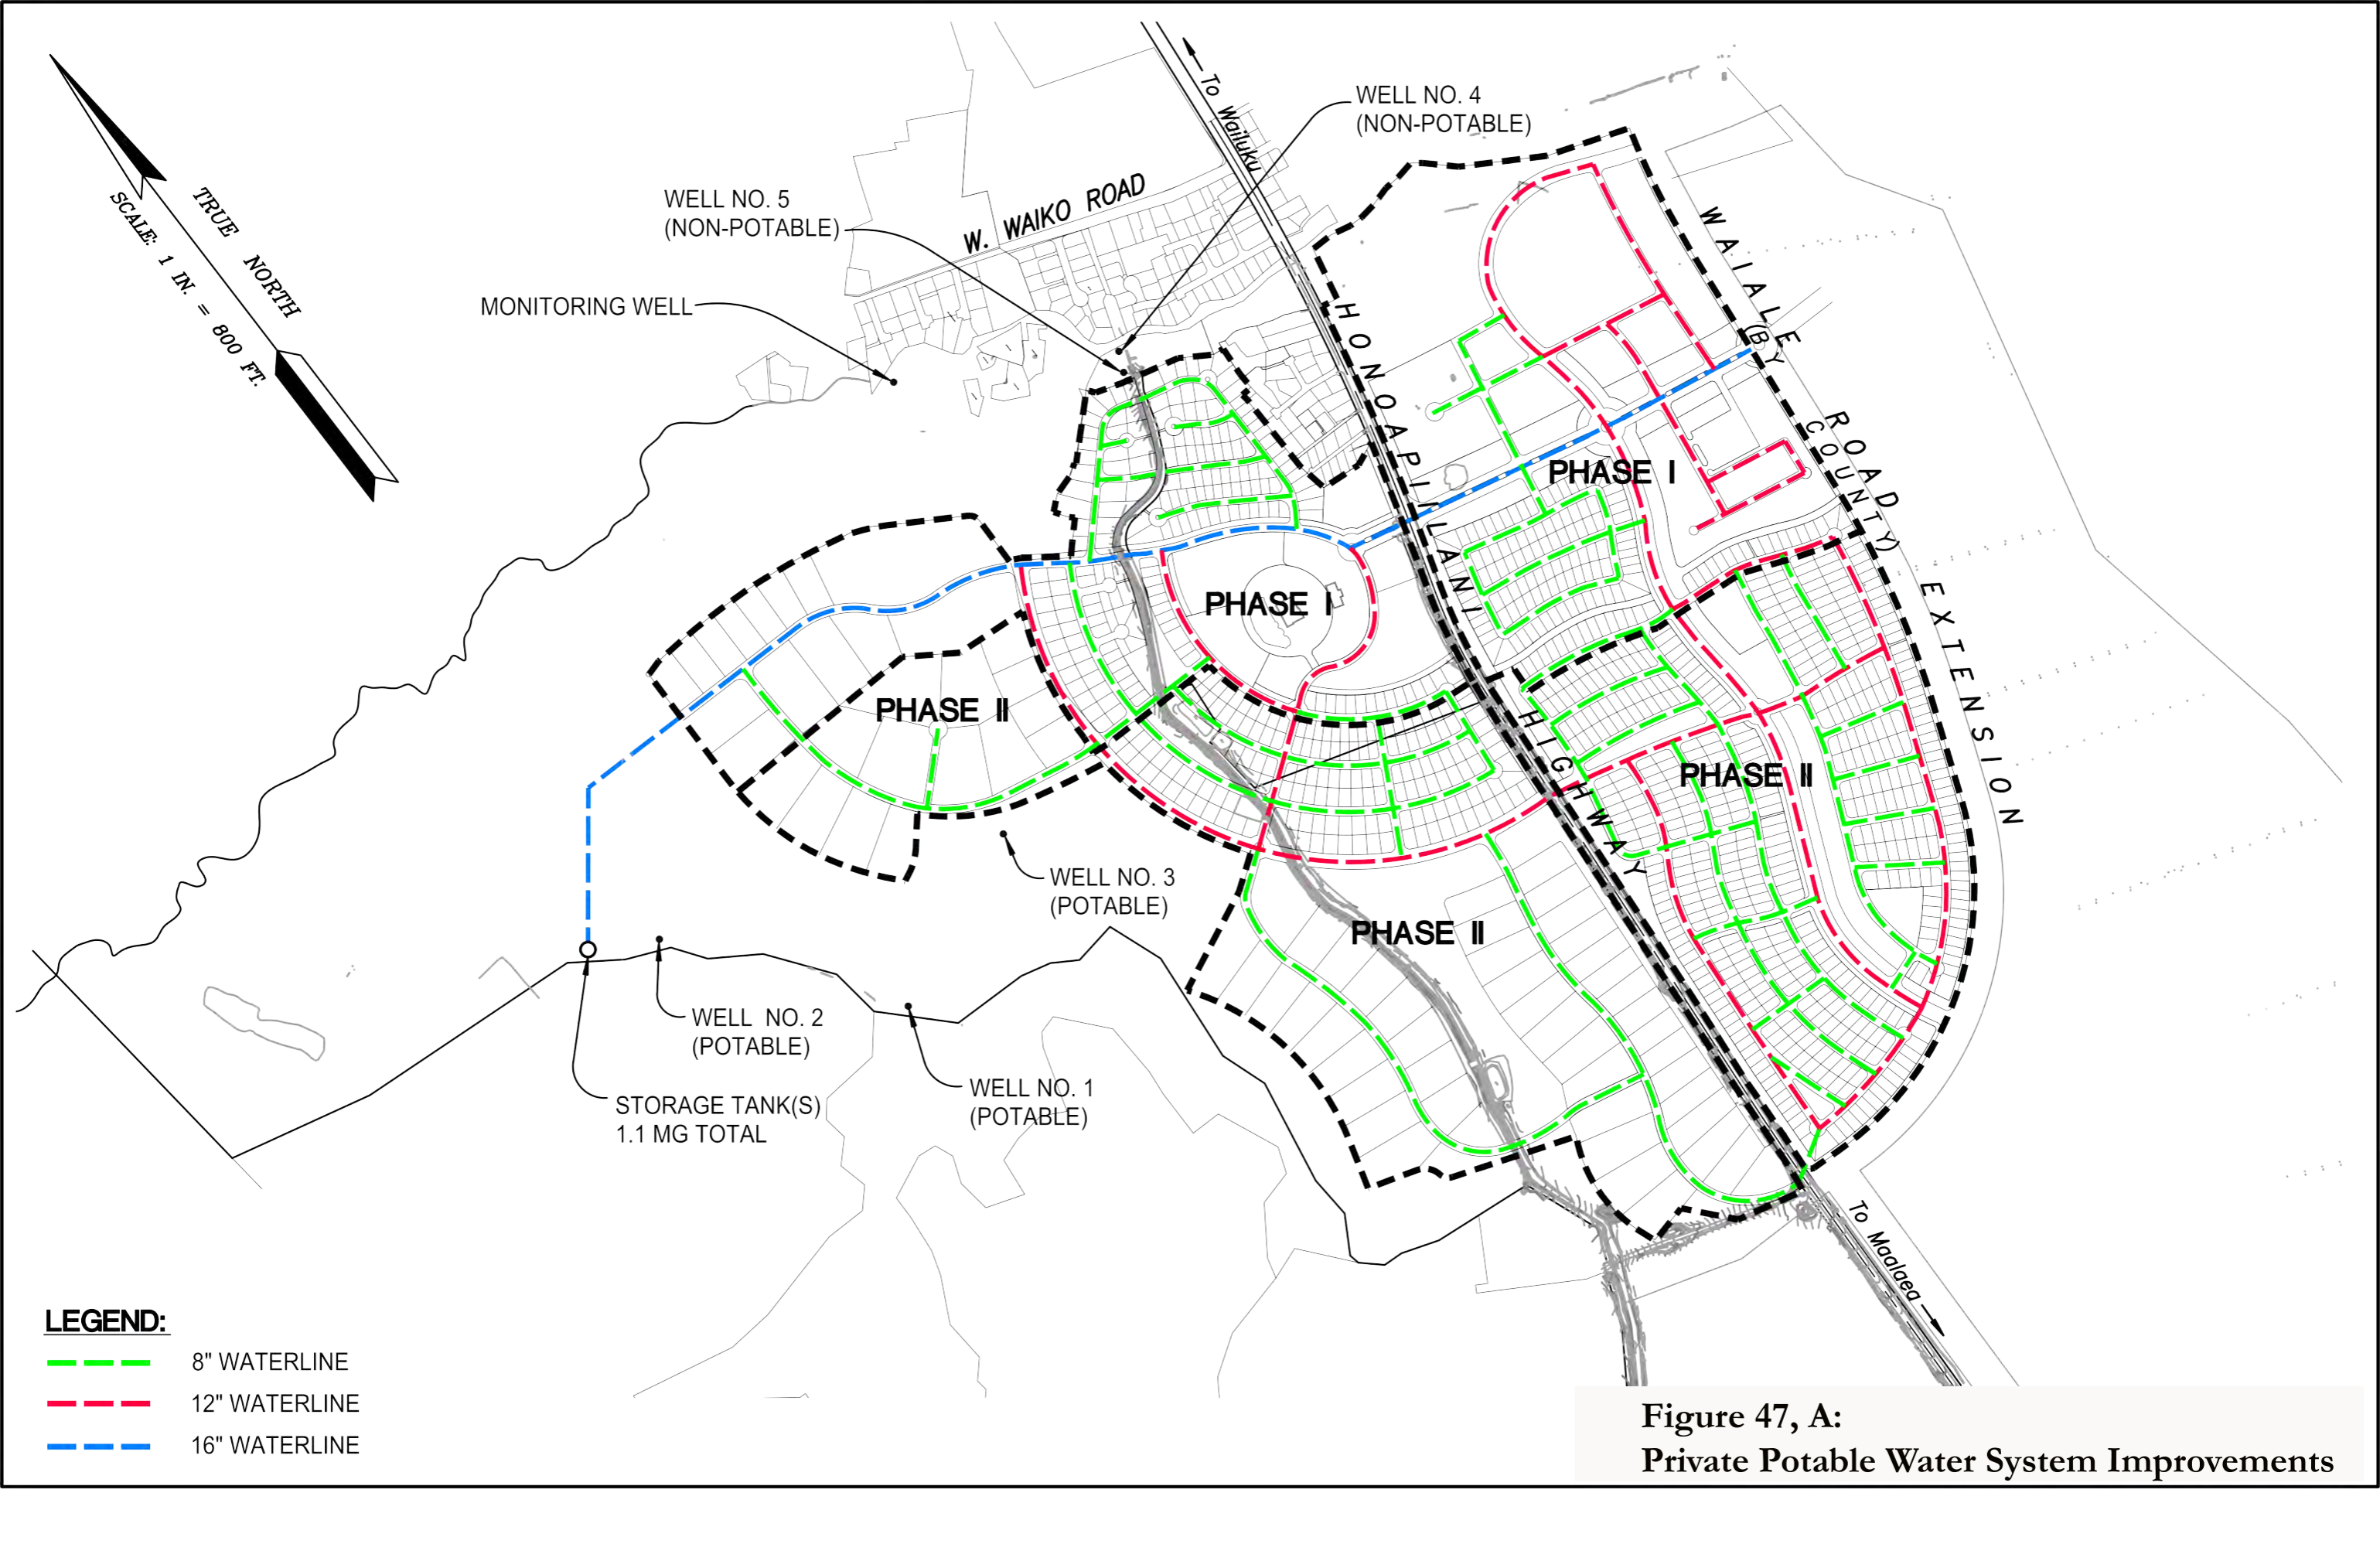 To Wailuku
WELL NO. 4
(NON-POTABLE)
WELL NO. 5
(NON-POTABLE)
W. WAIKO ROAD
TRUE NORTH
SCALE: 1 IN. = 800 FT.
MONITORING WELL
HONOAPIILANI HIGHWAY
WAIALE ROAD EXTENSION
(BY COUNTY)
PHASE I
PHASE I
PHASE II
PHASE II
PHASE II
WELL NO. 3
(POTABLE)
WELL NO. 2
(POTABLE)
WELL NO. 1
(POTABLE)
STORAGE TANK(S)
1.1 MG TOTAL
To Maalaea
LEGEND:
8" WATERLINE
12" WATERLINE
16" WATERLINE
Figure 47, A:
Private Potable Water System Improvements